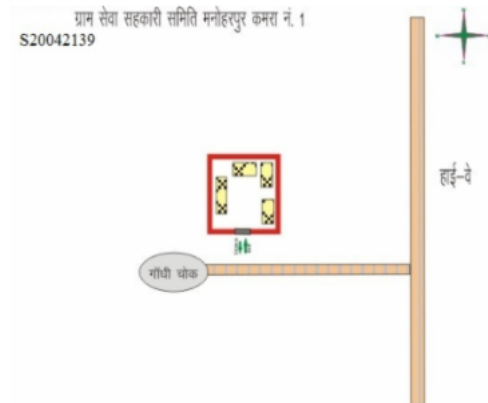 ग्राम सेवा सहकारी समिति मनोहरपुर कमरा नं. 1
S20042139
हाई-वे
गाँधी चोक